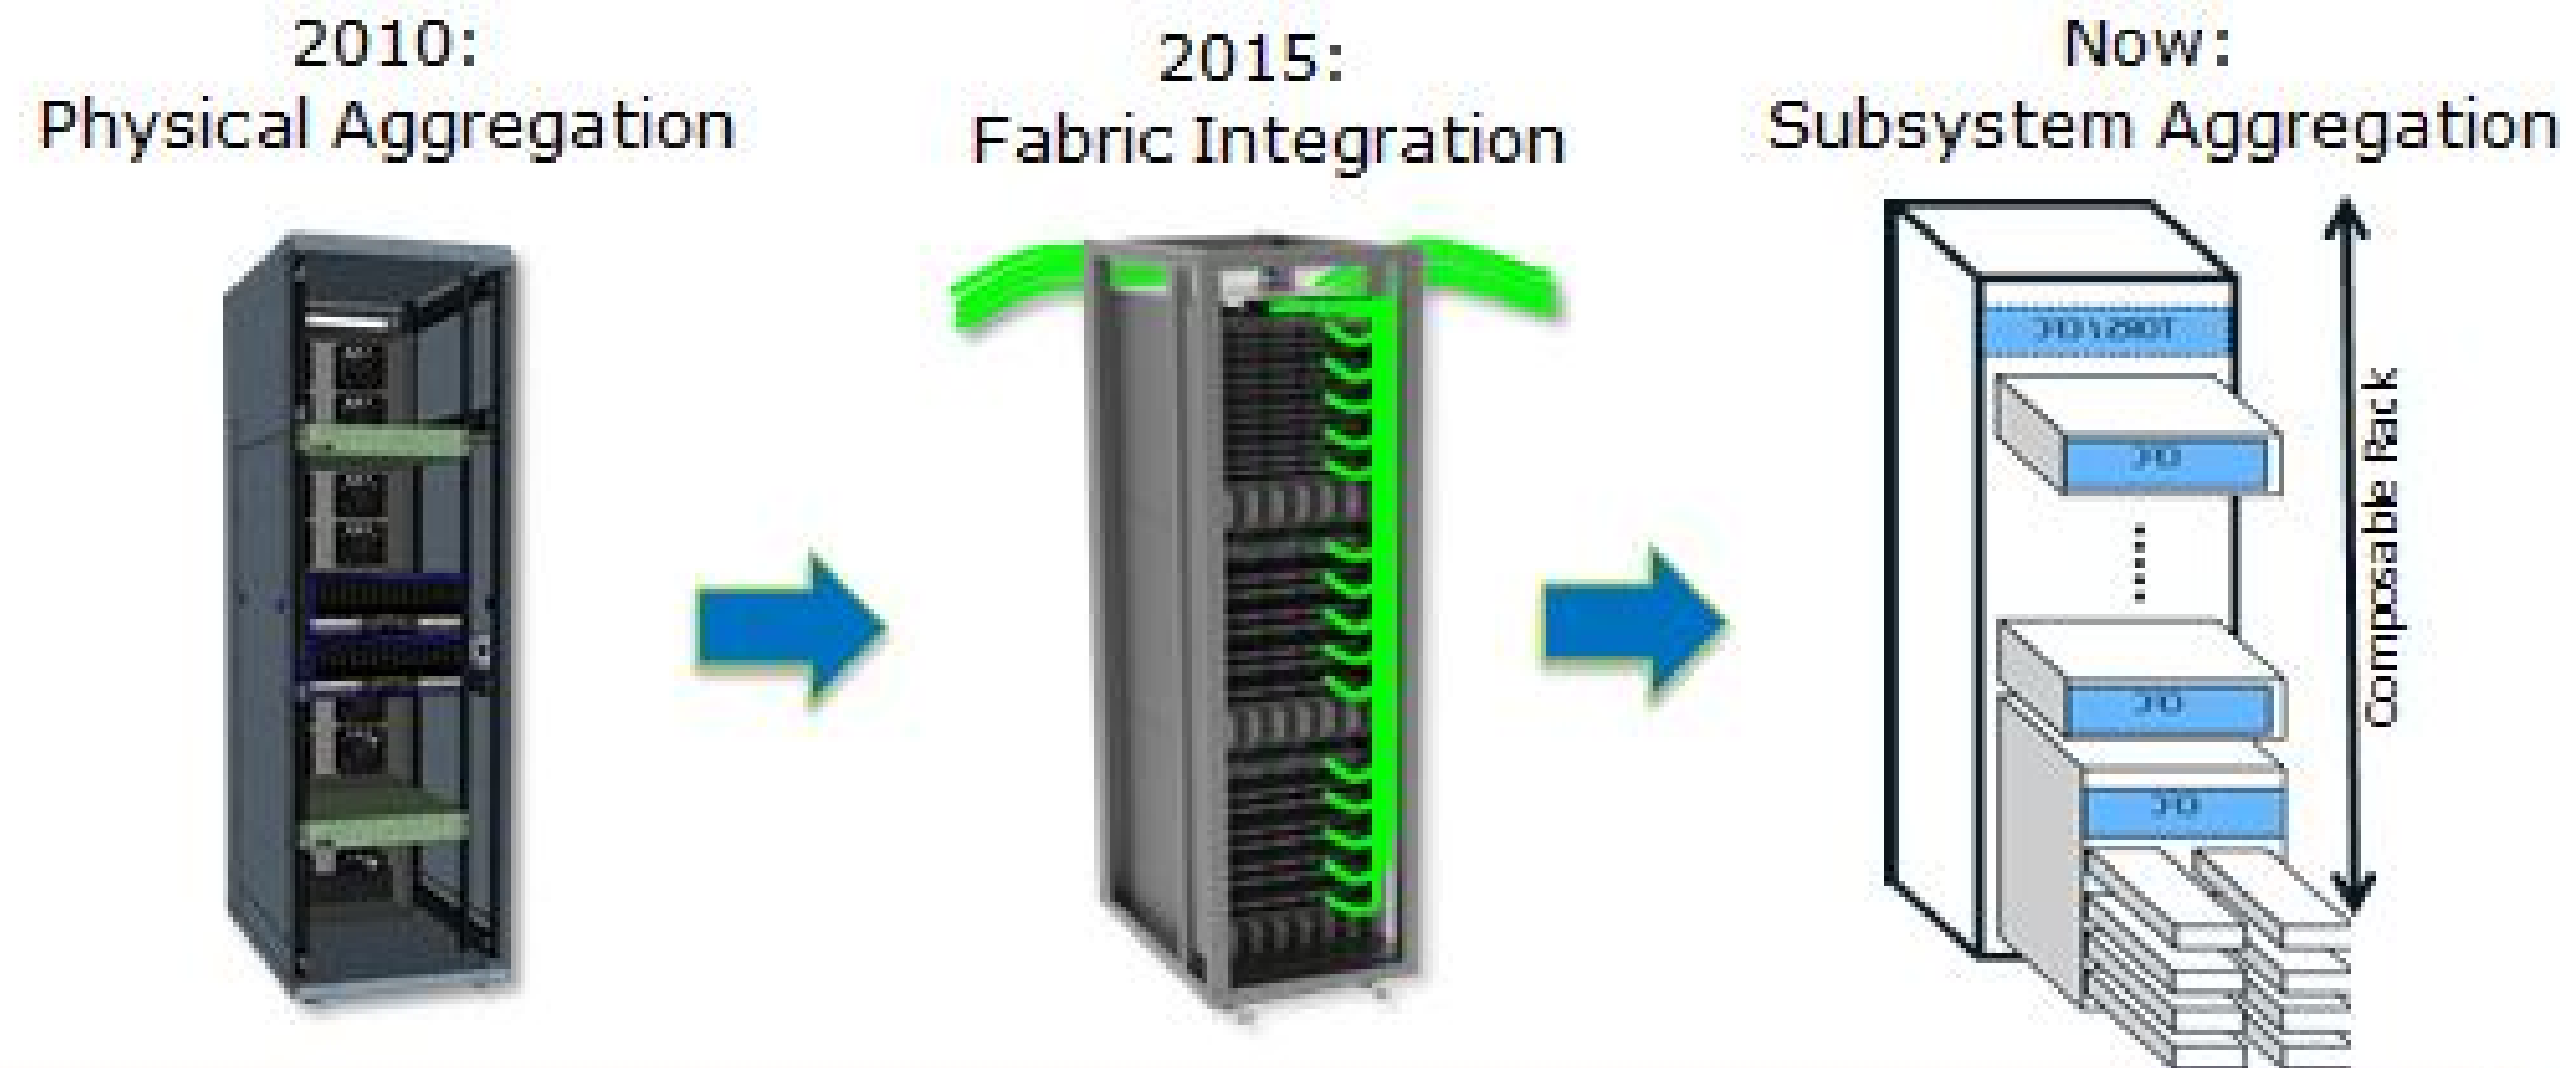 2010:
Physical Aggregation
2015:
Fabric Integration
Now:
Subsystem Aggregation
Composable Rack